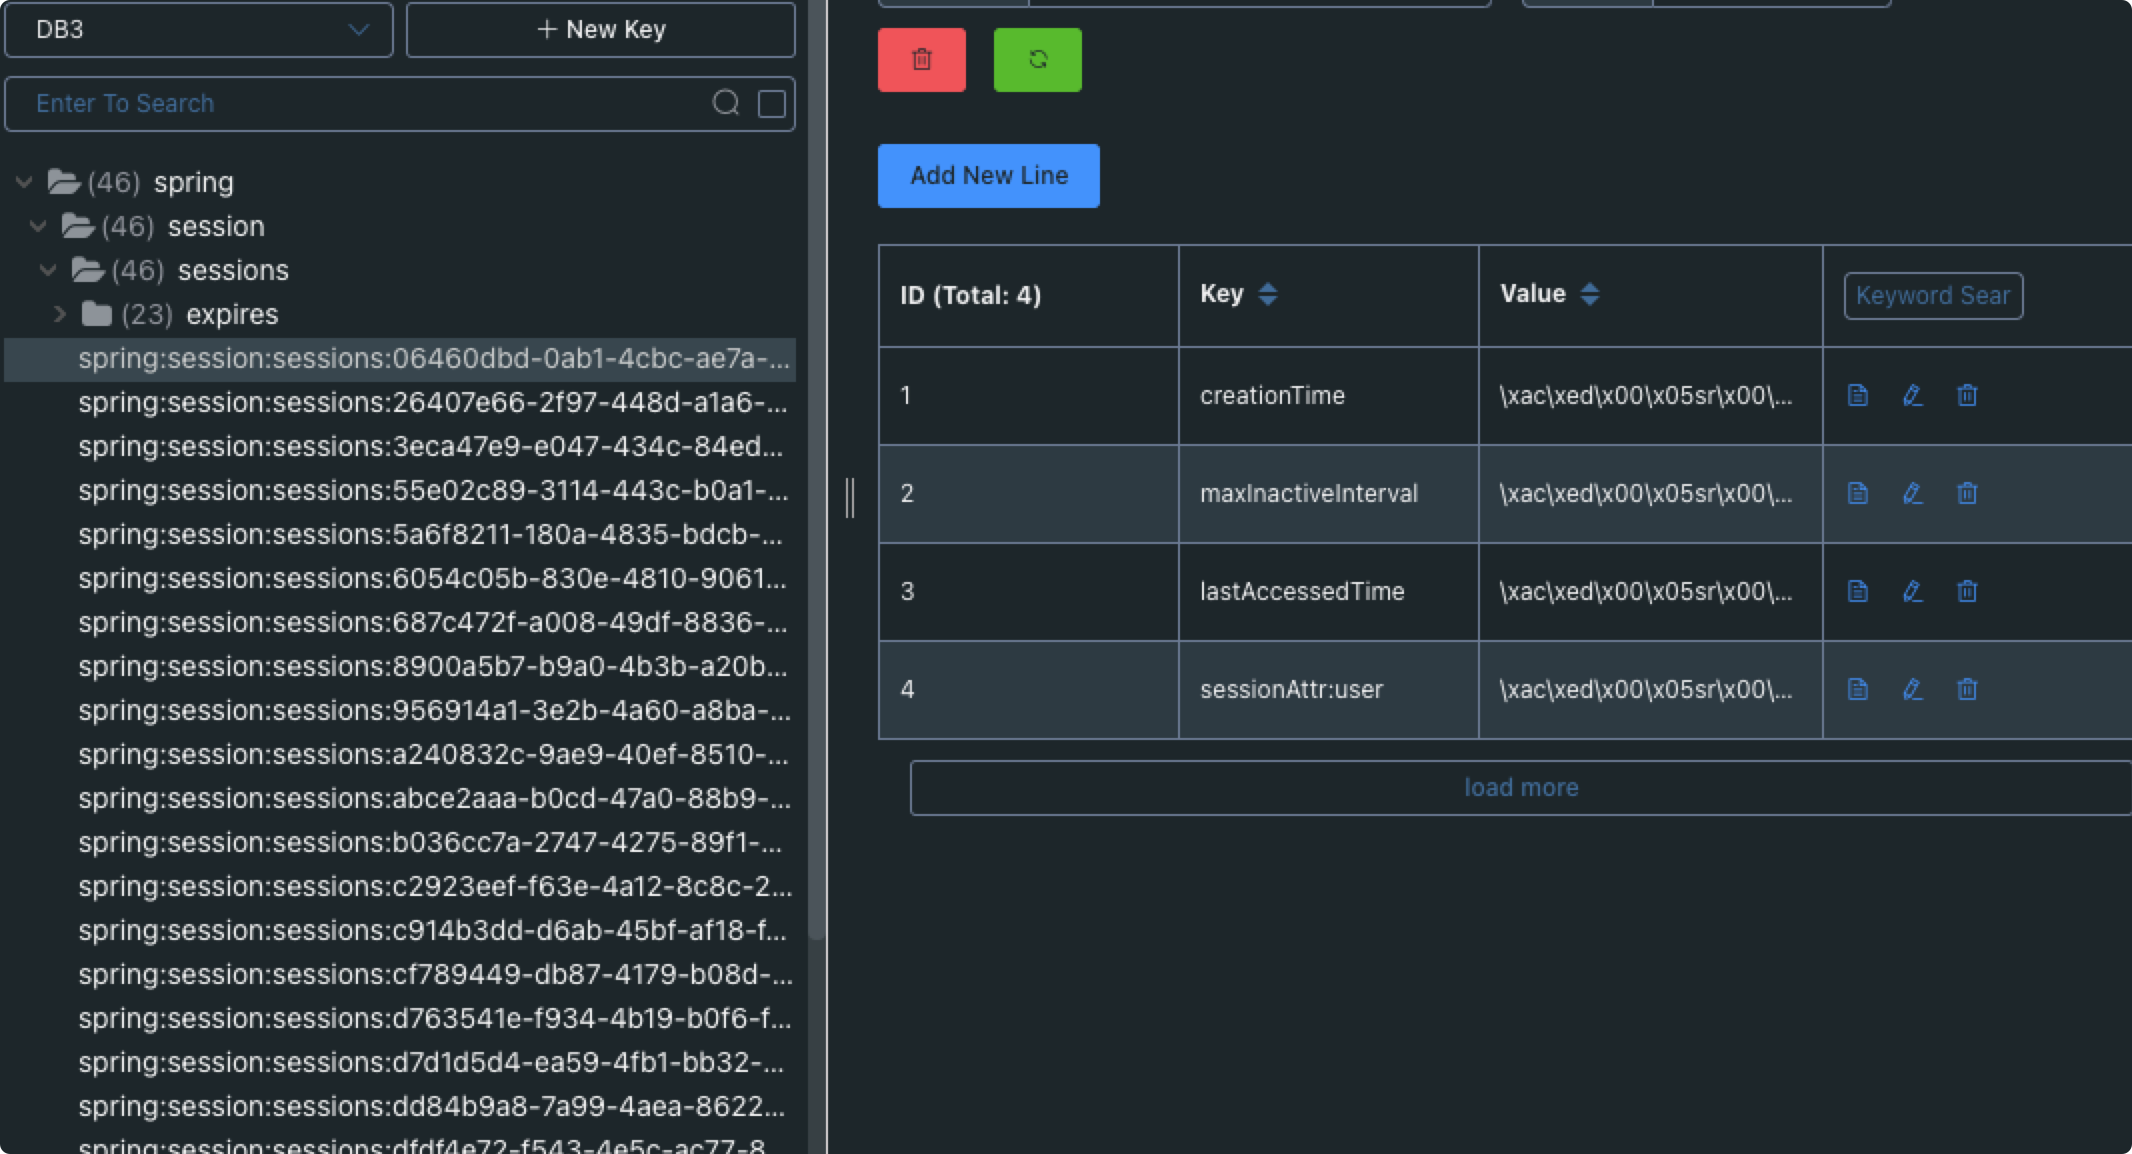 DB3
+ New Key
Enter To Search
(46) spring
(46) session
(46) sessions
(23) expires
spring:session:sessions:06460dbd-0ab1-4cbc-ae7a-...
spring:session:sessions:26407e66-2f97-448d-a1a6-...
spring:session:sessions:3eca47e9-e047-434c-84ed...
spring:session:sessions:55e02c89-3114-443c-b0a1-...
spring:session:sessions:5a6f8211-180a-4835-bdcb-...
spring:session:sessions:6054c05b-830e-4810-9061...
spring:session:sessions:687c472f-a008-49df-8836-...
spring:session:sessions:8900a5b7-b9a0-4b3b-a20b...
spring:session:sessions:956914a1-3e2b-4a60-a8ba-...
spring:session:sessions:a240832c-9ae9-40ef-8510-...
spring:session:sessions:abce2aaa-b0cd-47a0-88b9-...
spring:session:sessions:b036cc7a-2747-4275-89f1-...
spring:session:sessions:c2923eef-f63e-4a12-8c8c-2...
spring:session:sessions:c914b3dd-d6ab-45bf-af18-f...
spring:session:sessions:cf789449-db87-4179-b08d-...
spring:session:sessions:d763541e-f934-4b19-b0f6-f...
spring:session:sessions:d7d1d5d4-ea59-4fb1-bb32-...
spring:session:sessions:dd84b9a8-7a99-4aea-8622...
spring:session:sessions:dfdf4e72-f543-4e5c-ac77-8...
Add New Line
ID (Total: 4) Key Value Keyword Sear
1 creationTime \xac\xed\x00\x05sr\x00\...
2 maxInactiveInterval \xac\xed\x00\x05sr\x00\...
3 lastAccessedTime \xac\xed\x00\x05sr\x00\...
4 sessionAttr:user \xac\xed\x00\x05sr\x00\...
load more